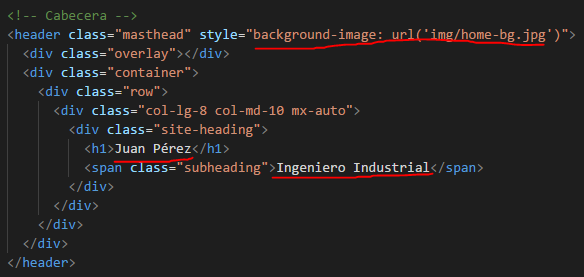 <!-- Cabecera -->
<header class="masthead" style="background-image: url('img/home-bg.jpg')">
  <div class="overlay"></div>
  <div class="container">
    <div class="row">
      <div class="col-lg-8 col-md-10 mx-auto">
        <div class="site-heading">
          <h1>Juan Pérez</h1>
          <span class="subheading">Ingeniero Industrial</span>
        </div>
      </div>
    </div>
  </div>
</header>